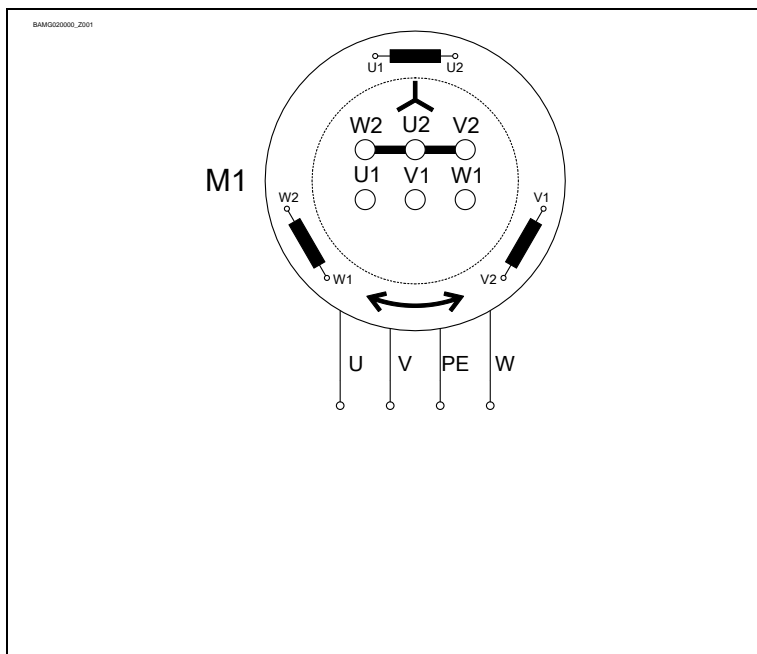 BAMG020000_Z001
U1 U2
W2 U2 V2
U1 V1 W1
M1
W2 V1
W1 V2
U V PE W